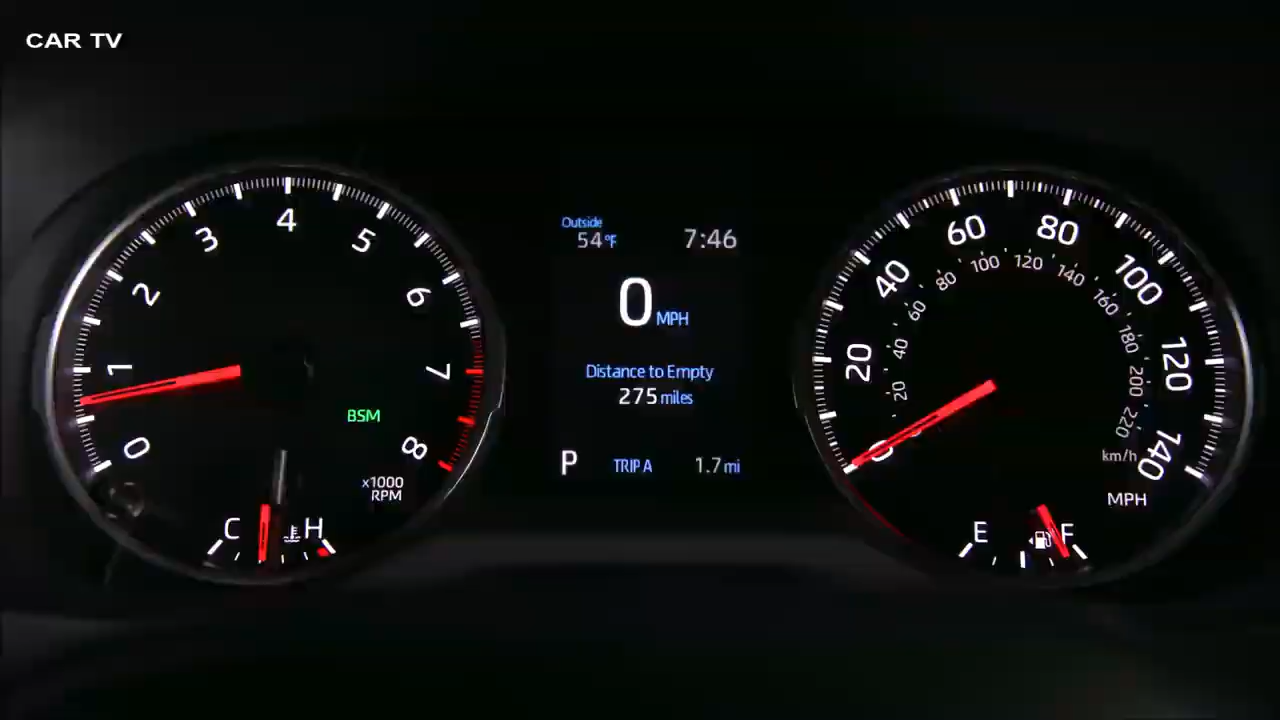 CAR TV
0
1
2
3
4
5
6
7
8
BSM
x1000
RPM
C
H
Outside
54°F
7:46
0 MPH
Distance to Empty
275 miles
P
TRIP A
1.7 mi
0
20
40
60
80
100
120
140
20
40
60
80
100
120
140
160
180
200
220
km/h
MPH
E
F